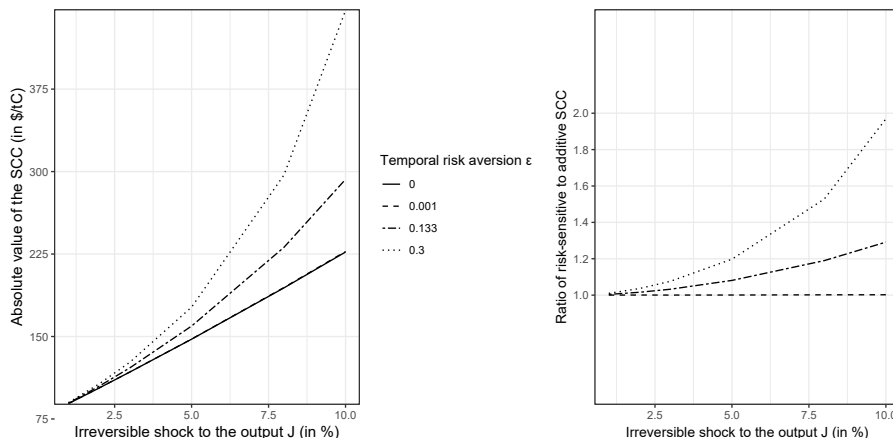 Absolute value of the SCC (in $/tC)
375
300
225
150
75
2.5 5.0 7.5 10.0
Irreversible shock to the output J (in %)
Temporal risk aversion ε
0
0.001
0.133
0.3
Ratio of risk-sensitive to additive SCC
2.0
1.8
1.6
1.4
1.2
1.0
2.5 5.0 7.5 10.0
Irreversible shock to the output J (in %)